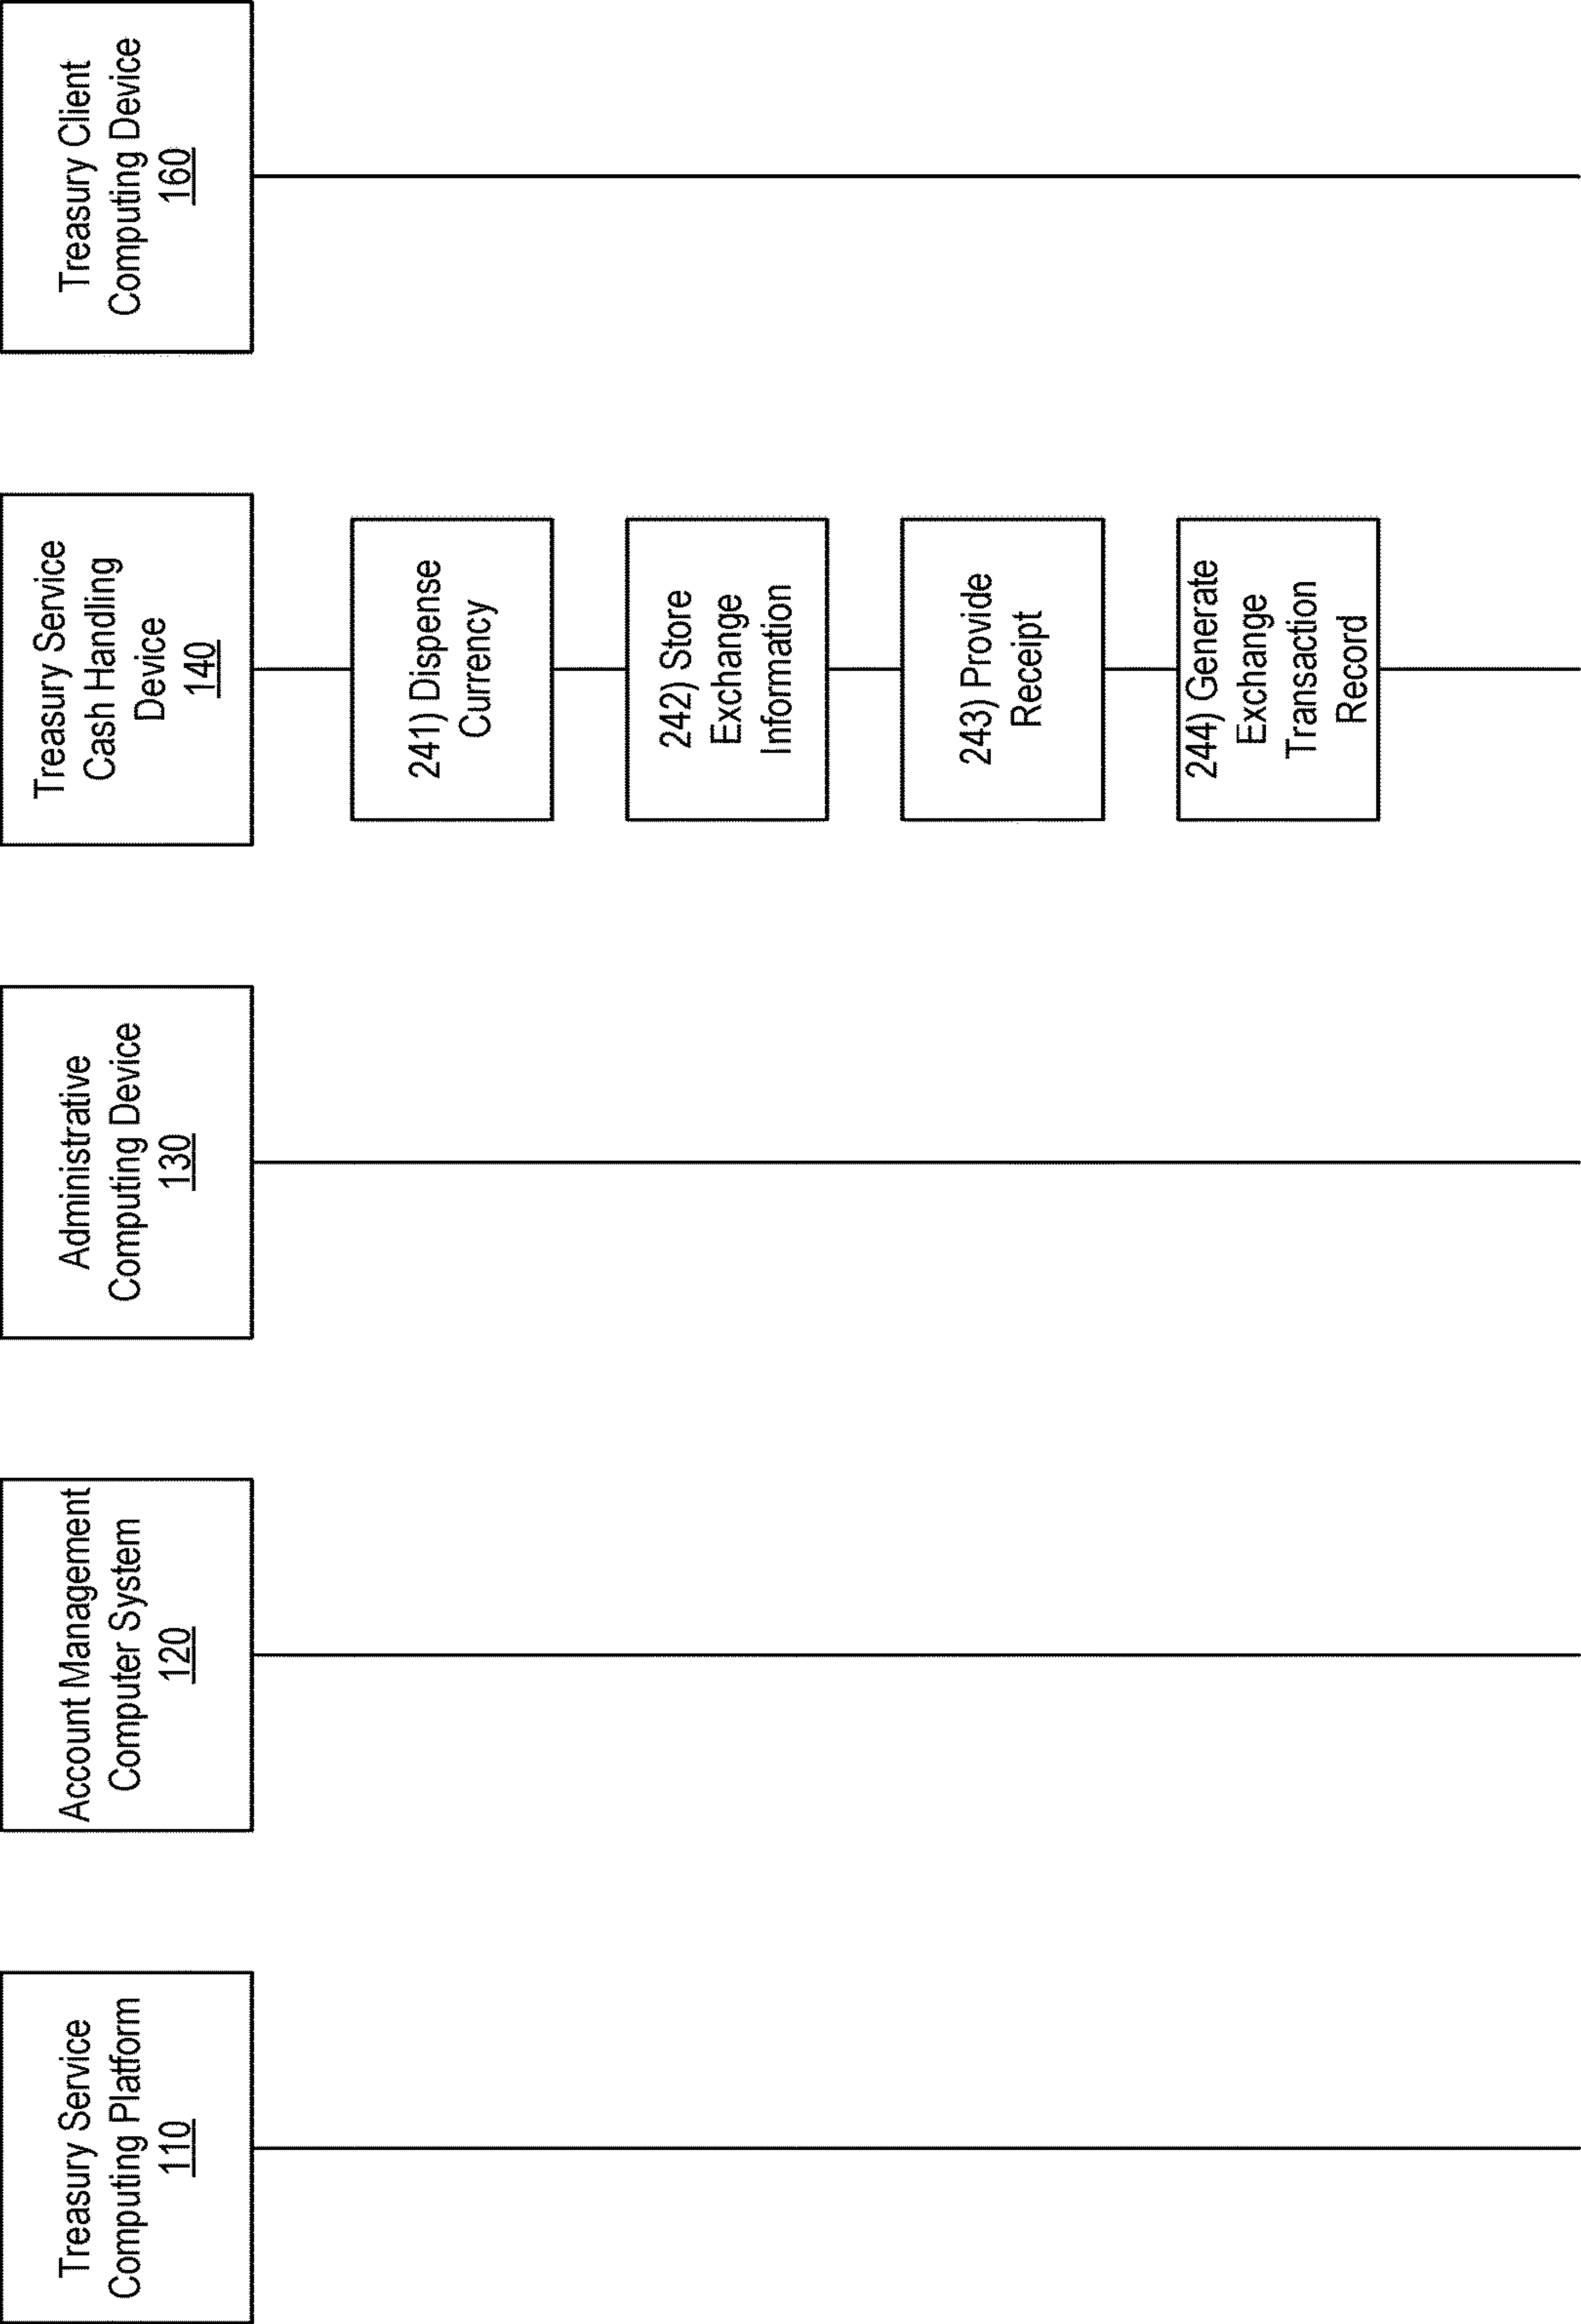 Treasury Service
Computing Platform
110
Account Management
Computer System
120
Administrative
Computing Device
130
Treasury Service
Cash Handling
Device
140
Treasury Client
Computing Device
160
241) Dispense
Currency
242) Store
Exchange
Information
243) Provide
Receipt
244) Generate
Exchange
Transaction
Record